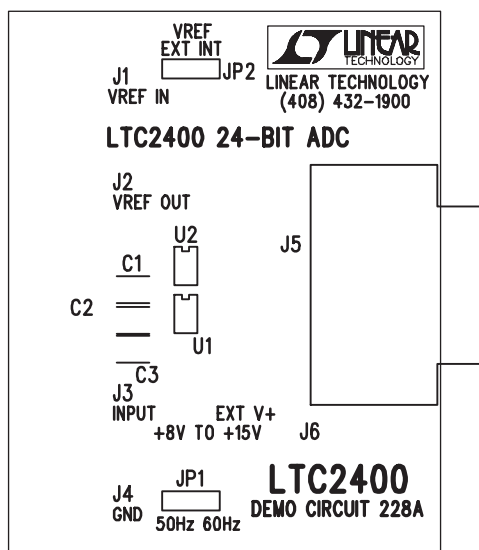 VREF
EXT INT
JP2
J1
VREF IN
LINEAR
TECHNOLOGY
LINEAR TECHNOLOGY
(408) 432-1900
LTC2400 24-BIT ADC
J2
VREF OUT
U2
J5
C1
C2
U1
C3
J3
INPUT
EXT V+
+8V TO +15V
J6
JP1
J4
GND
50Hz 60Hz
LTC2400
DEMO CIRCUIT 228A